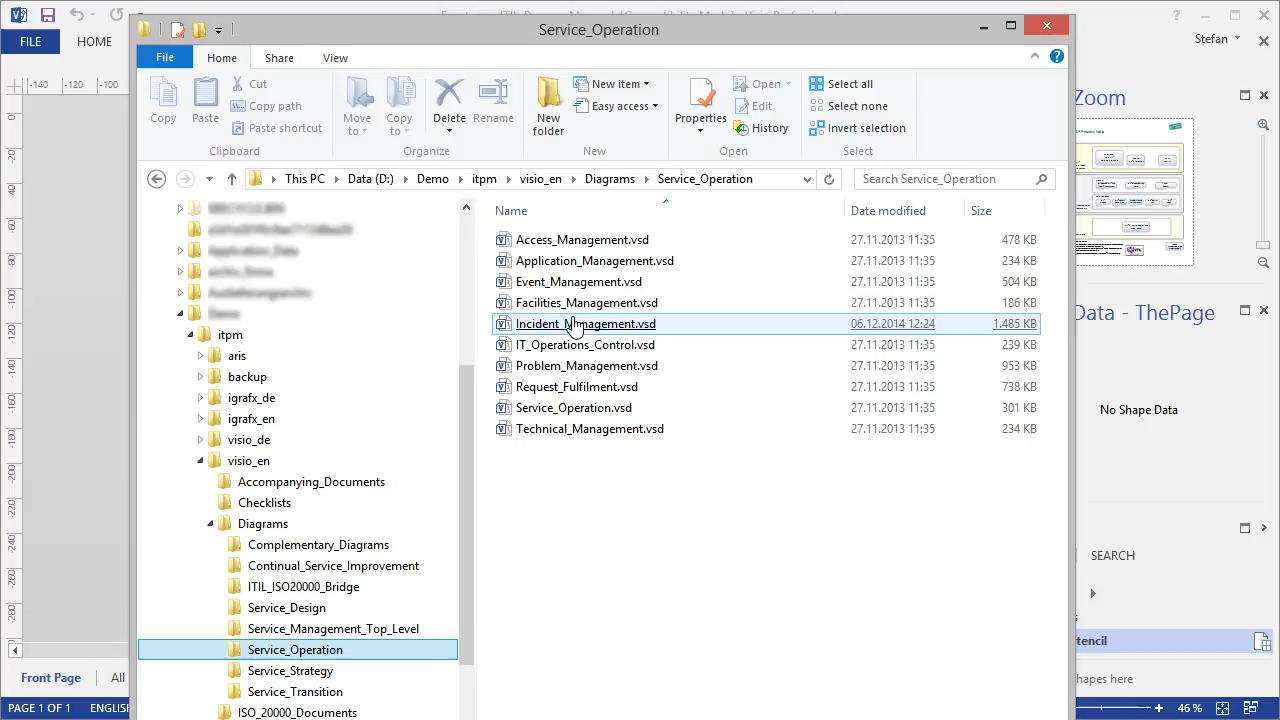 Service_Operation
FILE
HOME
Stefan
File
Home
Share
View
Copy
Paste
Cut
Copy path
Paste shortcut
Clipboard
Move to
Copy to
Delete
Rename
Organize
New folder
New item
Easy access
New
Properties
Open
Edit
History
Open
Select all
Select none
Invert selection
Select
This PC
Data (D:)
Demo
itpm
visio_en
Diagrams
Service_Operation
Search Service_Operation
-140
-120
-100
Zoom
Name
Date modified
Size
Access_Management.vsd 27.11.2013 11:35 478 KB
Application_Management.vsd 27.11.2013 11:35 234 KB
Event_Management.vsd 27.11.2013 11:35 504 KB
Facilities_Management.vsd 27.11.2013 11:35 186 KB
Incident_Management.vsd 06.12.2014 12:24 1.485 KB
IT_Operations_Control.vsd 27.11.2013 11:35 239 KB
Problem_Management.vsd 27.11.2013 11:35 953 KB
Request_Fulfilment.vsd 27.11.2013 11:35 738 KB
Service_Operation.vsd 27.11.2013 11:35 301 KB
Technical_Management.vsd 27.11.2013 11:35 234 KB
itpm
aris
backup
igrafx_de
igrafx_en
visio_de
visio_en
Accompanying_Documents
Checklists
Diagrams
Complementary_Diagrams
Continual_Service_Improvement
ITIL_ISO20000_Bridge
Service_Design
Service_Management_Top_Level
Service_Operation
Service_Strategy
Service_Transition
ISO_20000_Documents
Data - ThePage
No Shape Data
SEARCH
tencil
hapes here
Front Page
All
PAGE 1 OF 1
ENGLISH
46 %